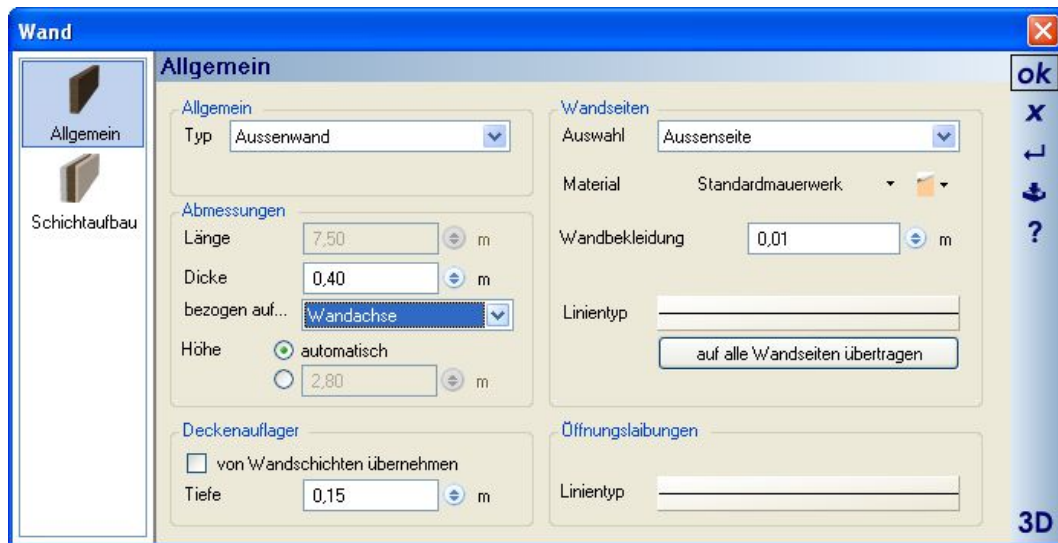 Wand
Allgemein
Schichtaufbau
Allgemein
Allgemein
Typ Aussenwand
Abmessungen
Länge 7,50 m
Dicke 0,40 m
bezogen auf... Wandachse
Höhe automatisch
2,80 m
Deckenauflager
von Wandschichten übernehmen
Tiefe 0,15 m
Wandseiten
Auswahl Aussenseite
Material Standardmauerwerk
Wandbekleidung 0,01 m
Linientyp
auf alle Wandseiten übertragen
Öffnungslaibungen
Linientyp
ok
x
?
3D